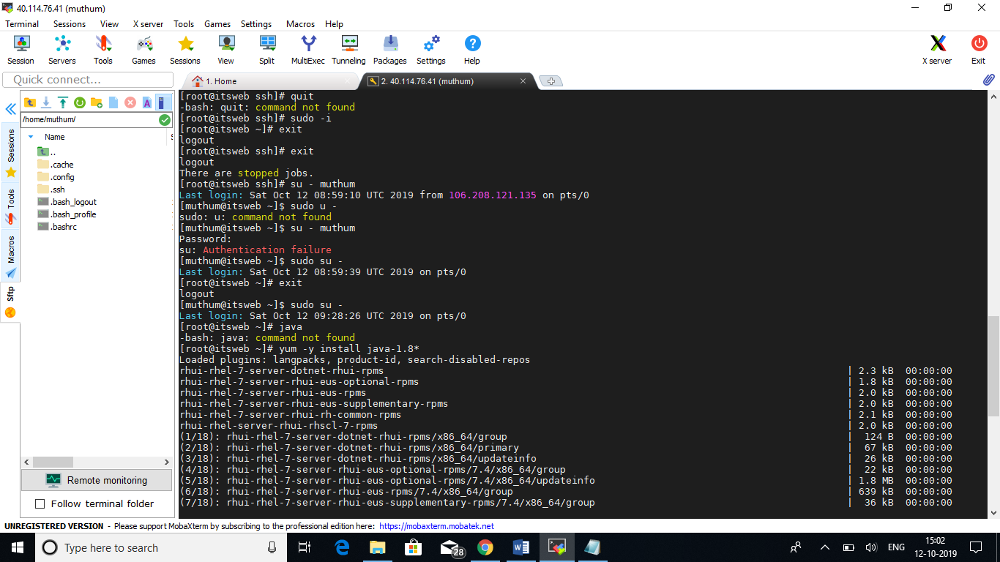 40.114.76.41 (muthum)
Terminal Sessions View X server Tools Games Settings Macros Help
Session Servers Tools Games Sessions View Split MultiExec Tunneling Packages Settings Help X server Exit
Quick connect...
1. Home
2. 40.114.76.41 (muthum)
Sessions
Tools
Macros
Sftp
/home/muthum/
Name S
..
.cache
.config
.ssh
.bash_logout
.bash_profile
.bashrc
Remote monitoring
Follow terminal folder
[root@itsweb ssh]# quit
-bash: quit: command not found
[root@itsweb ssh]# sudo -i
[root@itsweb ~]# exit
logout
[root@itsweb ssh]# exit
logout
There are stopped jobs.
[root@itsweb ssh]# su - muthum
Last login: Sat Oct 12 08:59:10 UTC 2019 from 106.208.121.135 on pts/0
[muthum@itsweb ~]$ sudo u -
sudo: u: command not found
[muthum@itsweb ~]$ su - muthum
Password:
su: Authentication failure
[muthum@itsweb ~]$ sudo su -
Last login: Sat Oct 12 08:59:39 UTC 2019 on pts/0
[root@itsweb ~]# exit
logout
[muthum@itsweb ~]$ sudo su -
Last login: Sat Oct 12 09:28:26 UTC 2019 on pts/0
[root@itsweb ~]# java
-bash: java: command not found
[root@itsweb ~]# yum -y install java-1.8*
Loaded plugins: langpacks, product-id, search-disabled-repos
rhui-rhel-7-server-dotnet-rhui-rpms | 2.3 kB 00:00:00
rhui-rhel-7-server-rhui-eus-optional-rpms | 1.8 kB 00:00:00
rhui-rhel-7-server-rhui-eus-rpms | 2.0 kB 00:00:00
rhui-rhel-7-server-rhui-eus-supplementary-rpms | 2.0 kB 00:00:00
rhui-rhel-7-server-rhui-rh-common-rpms | 2.1 kB 00:00:00
rhui-rhel-server-rhui-rhscl-7-rpms | 2.0 kB 00:00:00
(1/18): rhui-rhel-7-server-dotnet-rhui-rpms/x86_64/group | 124 B 00:00:00
(2/18): rhui-rhel-7-server-dotnet-rhui-rpms/x86_64/primary | 67 kB 00:00:00
(3/18): rhui-rhel-7-server-dotnet-rhui-rpms/x86_64/updateinfo | 26 kB 00:00:00
(4/18): rhui-rhel-7-server-rhui-eus-optional-rpms/7.4/x86_64/group | 22 kB 00:00:00
(5/18): rhui-rhel-7-server-rhui-eus-optional-rpms/7.4/x86_64/updateinfo | 1.8 MB 00:00:00
(6/18): rhui-rhel-7-server-rhui-eus-rpms/7.4/x86_64/group | 639 kB 00:00:00
(7/18): rhui-rhel-7-server-rhui-eus-supplementary-rpms/7.4/x86_64/group | 36 kB 00:00:00
UNREGISTERED VERSION - Please support MobaXterm by subscribing to the professional edition here: https://mobaxterm.mobatek.net
Type here to search
28
ENG
15:02
12-10-2019